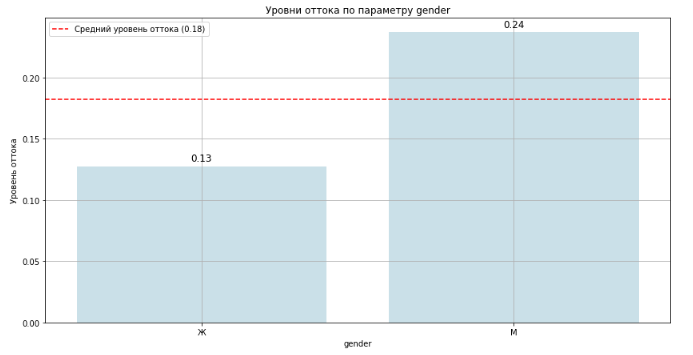 Уровни оттока по параметру gender
Средний уровень оттока (0.18)
0.24
0.13
Уровень оттока
0.20
0.15
0.10
0.05
0.00
Ж
М
gender